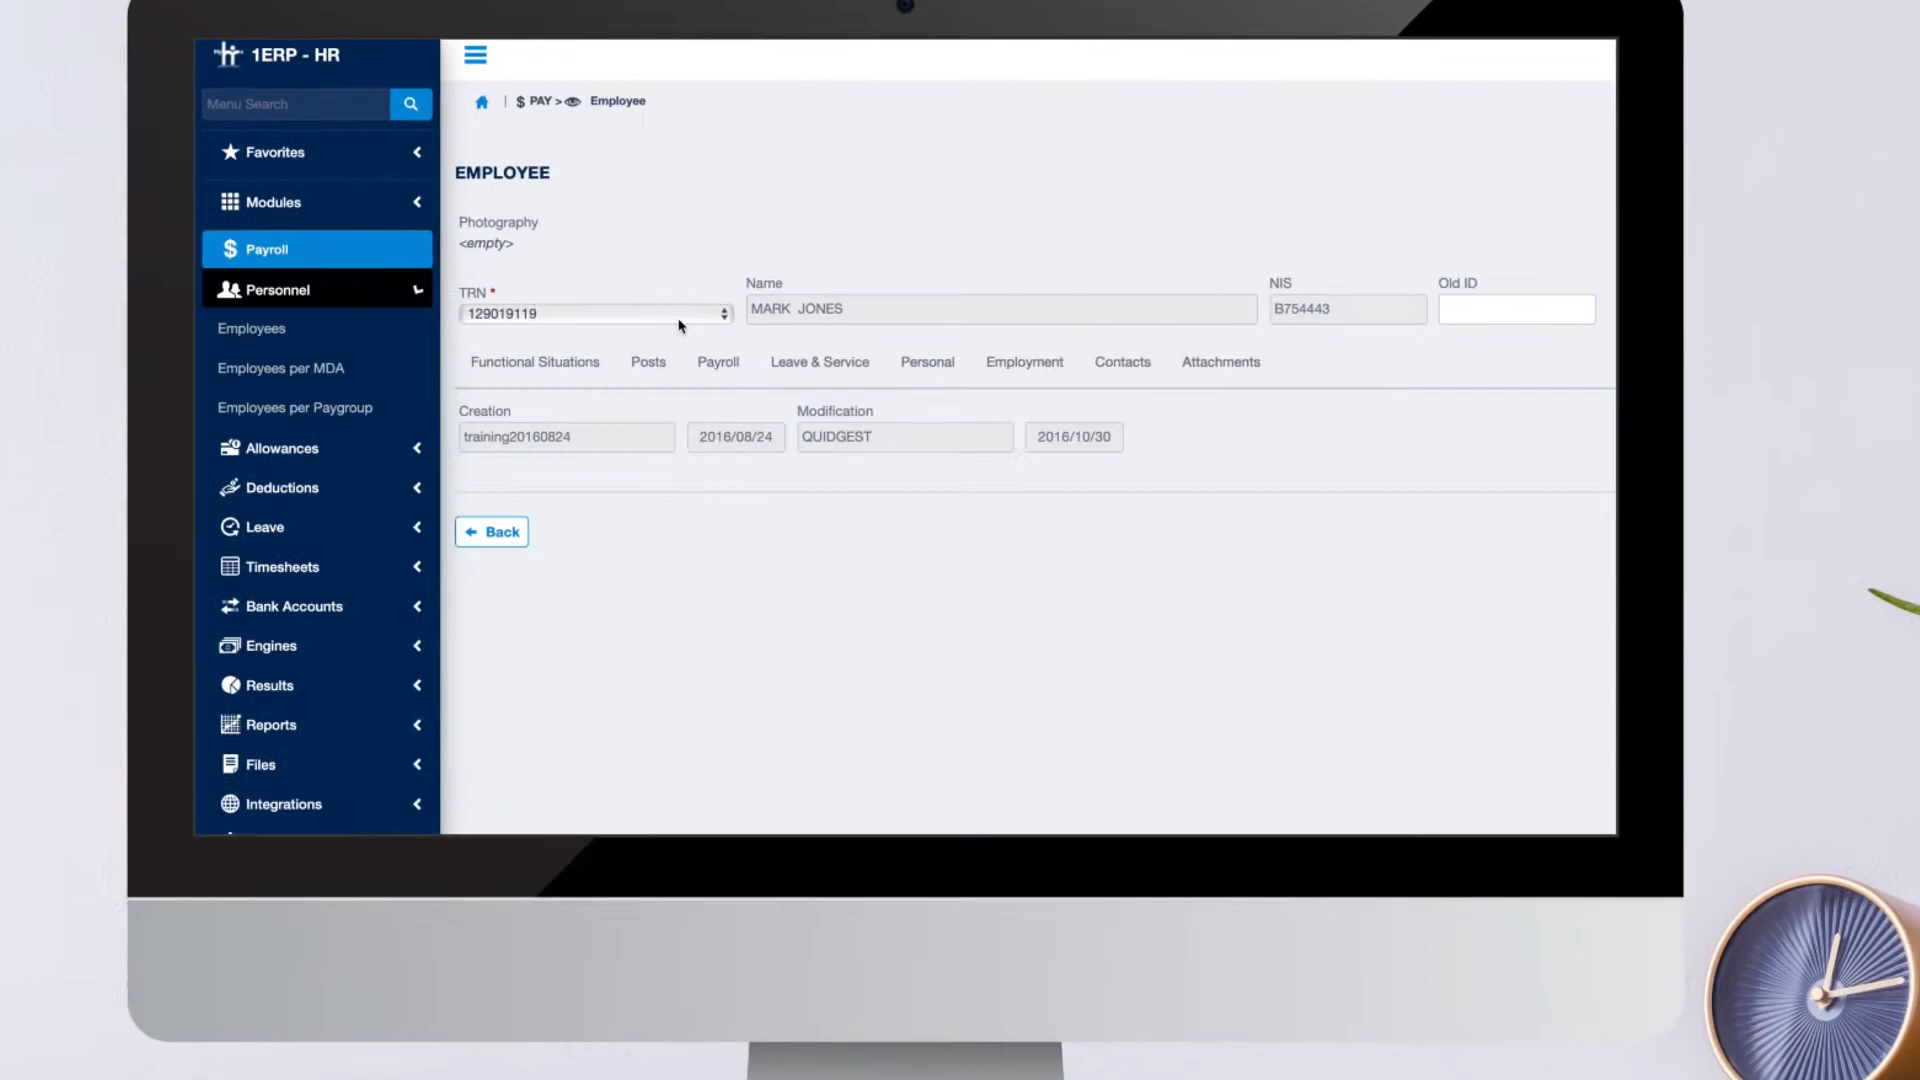 1ERP - HR
Menu Search
Favorites
Modules
Payroll
Personnel
Employees
Employees per MDA
Employees per Paygroup
Allowances
Deductions
Leave
Timesheets
Bank Accounts
Engines
Results
Reports
Files
Integrations
| $ PAY > Employee
EMPLOYEE
Photography
<empty>
TRN * Name NIS Old ID
129019119 MARK JONES B754443
Functional Situations Posts Payroll Leave & Service Personal Employment Contacts Attachments
Creation Modification
training20160824 2016/08/24 QUIDGEST 2016/10/30
Back